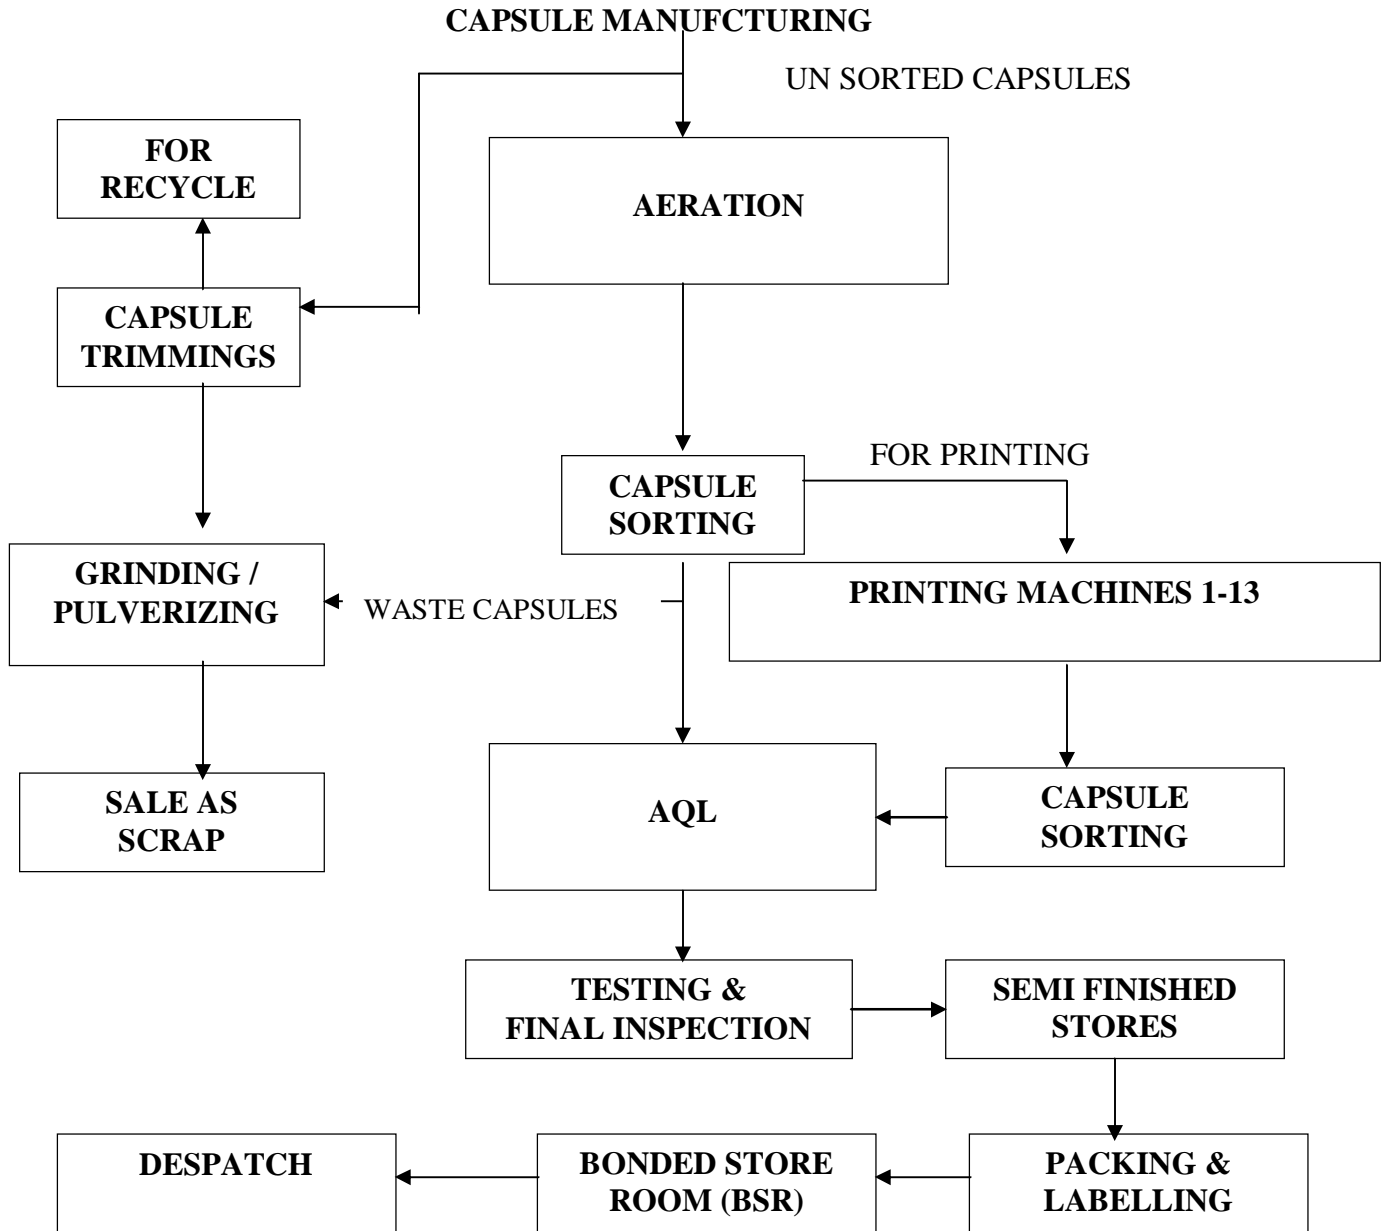 CAPSULE MANUFCTURING
UN SORTED CAPSULES
FOR
RECYCLE
AERATION
CAPSULE
TRIMMINGS
FOR PRINTING
CAPSULE
SORTING
GRINDING /
PULVERIZING
WASTE CAPSULES
PRINTING MACHINES 1-13
SALE AS
SCRAP
AQL
CAPSULE
SORTING
TESTING &
FINAL INSPECTION
SEMI FINISHED
STORES
DESPATCH
BONDED STORE
ROOM (BSR)
PACKING &
LABELLING